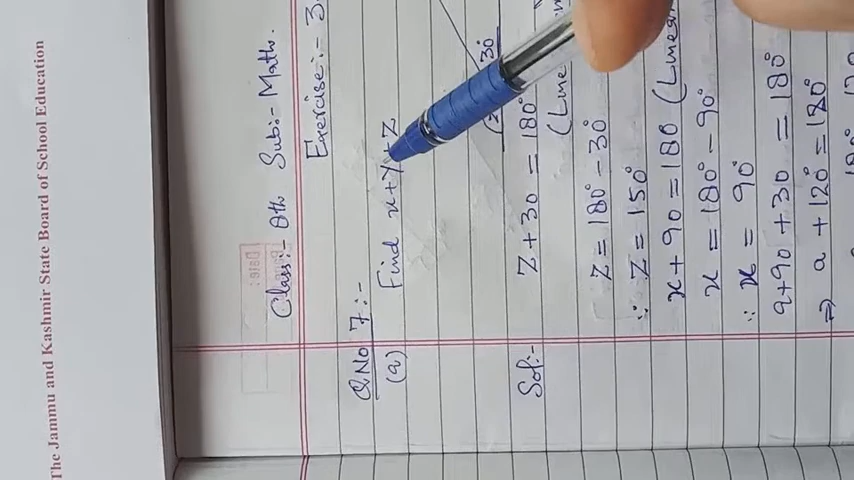 The Jammu and Kashmir State Board of School Education
Class:- 8th Sub:- Math.
Exercise:- 3.
Q.No 7:-
(a) Find x+y+z
30
Sol:- Z+30 = 180°
Z = 180° - 30°
∵ Z = 150°
x + 90 = 180 (Linear
x = 180° - 90°
∵ x = 90°
a+90+30 = 180°
⇒ a + 120° = 180°